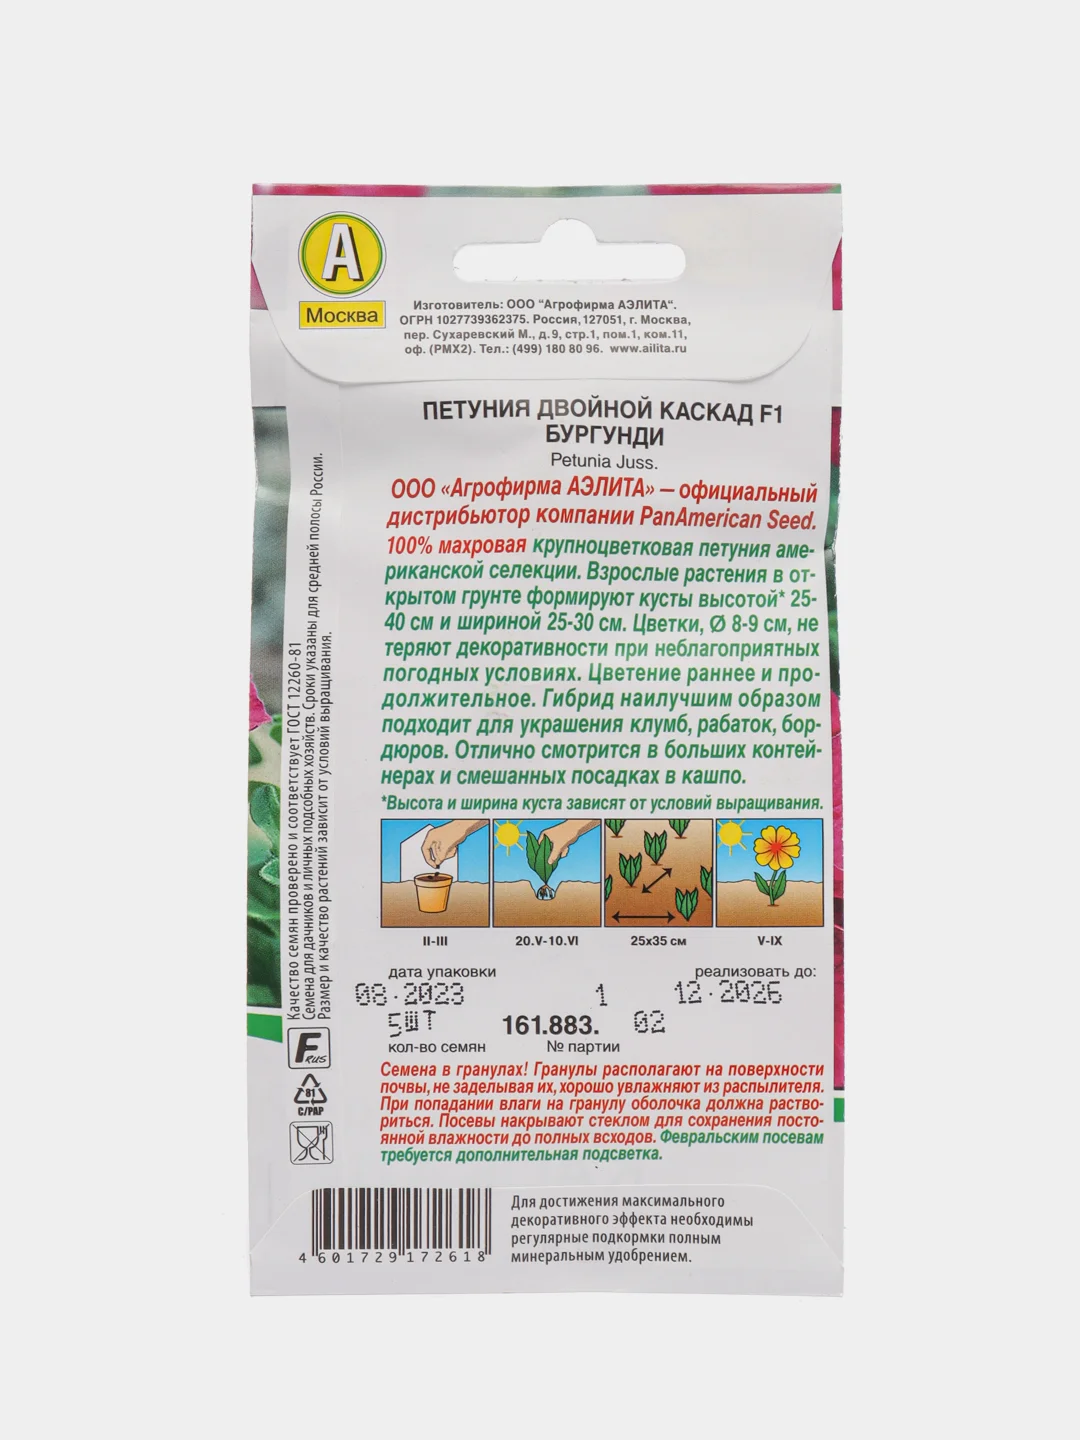 А
Москва
Изготовитель: ООО "Агрофирма АЭЛИТА".
ОГРН 1027739362375. Россия, 127051, г. Москва,
пер. Сухаревский М., д.9, стр.1, пом.1, ком.11,
оф. (РМХ2). Тел.: (499) 180 80 96. www.ailita.ru
ПЕТУНИЯ ДВОЙНОЙ КАСКАД F1
БУРГУНДИ
Petunia Juss.
ООО «Агрофирма АЭЛИТА» – официальный
дистрибьютор компании PanAmerican Seed.
100% махровая крупноцветковая петуния аме-
риканской селекции. Взрослые растения в от-
крытом грунте формируют кусты высотой* 25-
40 см и шириной 25-30 см. Цветки, Ø 8-9 см, не
теряют декоративности при неблагоприятных
погодных условиях. Цветение раннее и про-
должительное. Гибрид наилучшим образом
подходит для украшения клумб, рабаток, бор-
дюров. Отлично смотрится в больших контей-
нерах и смешанных посадках в кашпо.
*Высота и ширина куста зависят от условий выращивания.
II-III 20.V-10.VI 25x35 см V-IX
дата упаковки реализовать до:
08.2023 1 12.2026
5ШТ 161.883. 02
кол-во семян № партии
Семена в гранулах! Гранулы располагают на поверхности
почвы, не заделывая их, хорошо увлажняют из распылителя.
При попадании влаги на гранулу оболочка должна раство-
риться. Посевы накрывают стеклом для сохранения посто-
янной влажности до полных всходов. Февральским посевам
требуется дополнительная подсветка.
Качество семян проверено и соответствует ГОСТ 12260-81
Семена для дачников и личных подсобных хозяйств. Сроки указаны для средней полосы России.
Размер и качество растений зависит от условий выращивания.
F RUS
81
C/PAP
4 601729 172618
Для достижения максимального
декоративного эффекта необходимы
регулярные подкормки полным
минеральным удобрением.